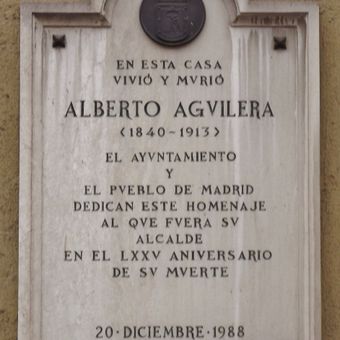 EN ESTA CASA
VIVIÓ Y MVRIÓ
ALBERTO AGVILERA
(1840-1913)
EL AYVNTAMIENTO
Y
EL PVEBLO DE MADRID
DEDICAN ESTE HOMENAJE
AL QVE FVERA SV
ALCALDE
EN EL LXXV ANIVERSARIO
DE SV MVERTE
20·DICIEMBRE·1988